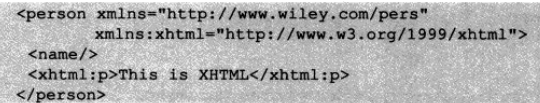 <person xmlns="http://www.wiley.com/pers"
xmlns:xhtml="http://www.w3.org/1999/xhtml">
<name/>
<xhtml:p>This is XHTML</xhtml:p>
</person>